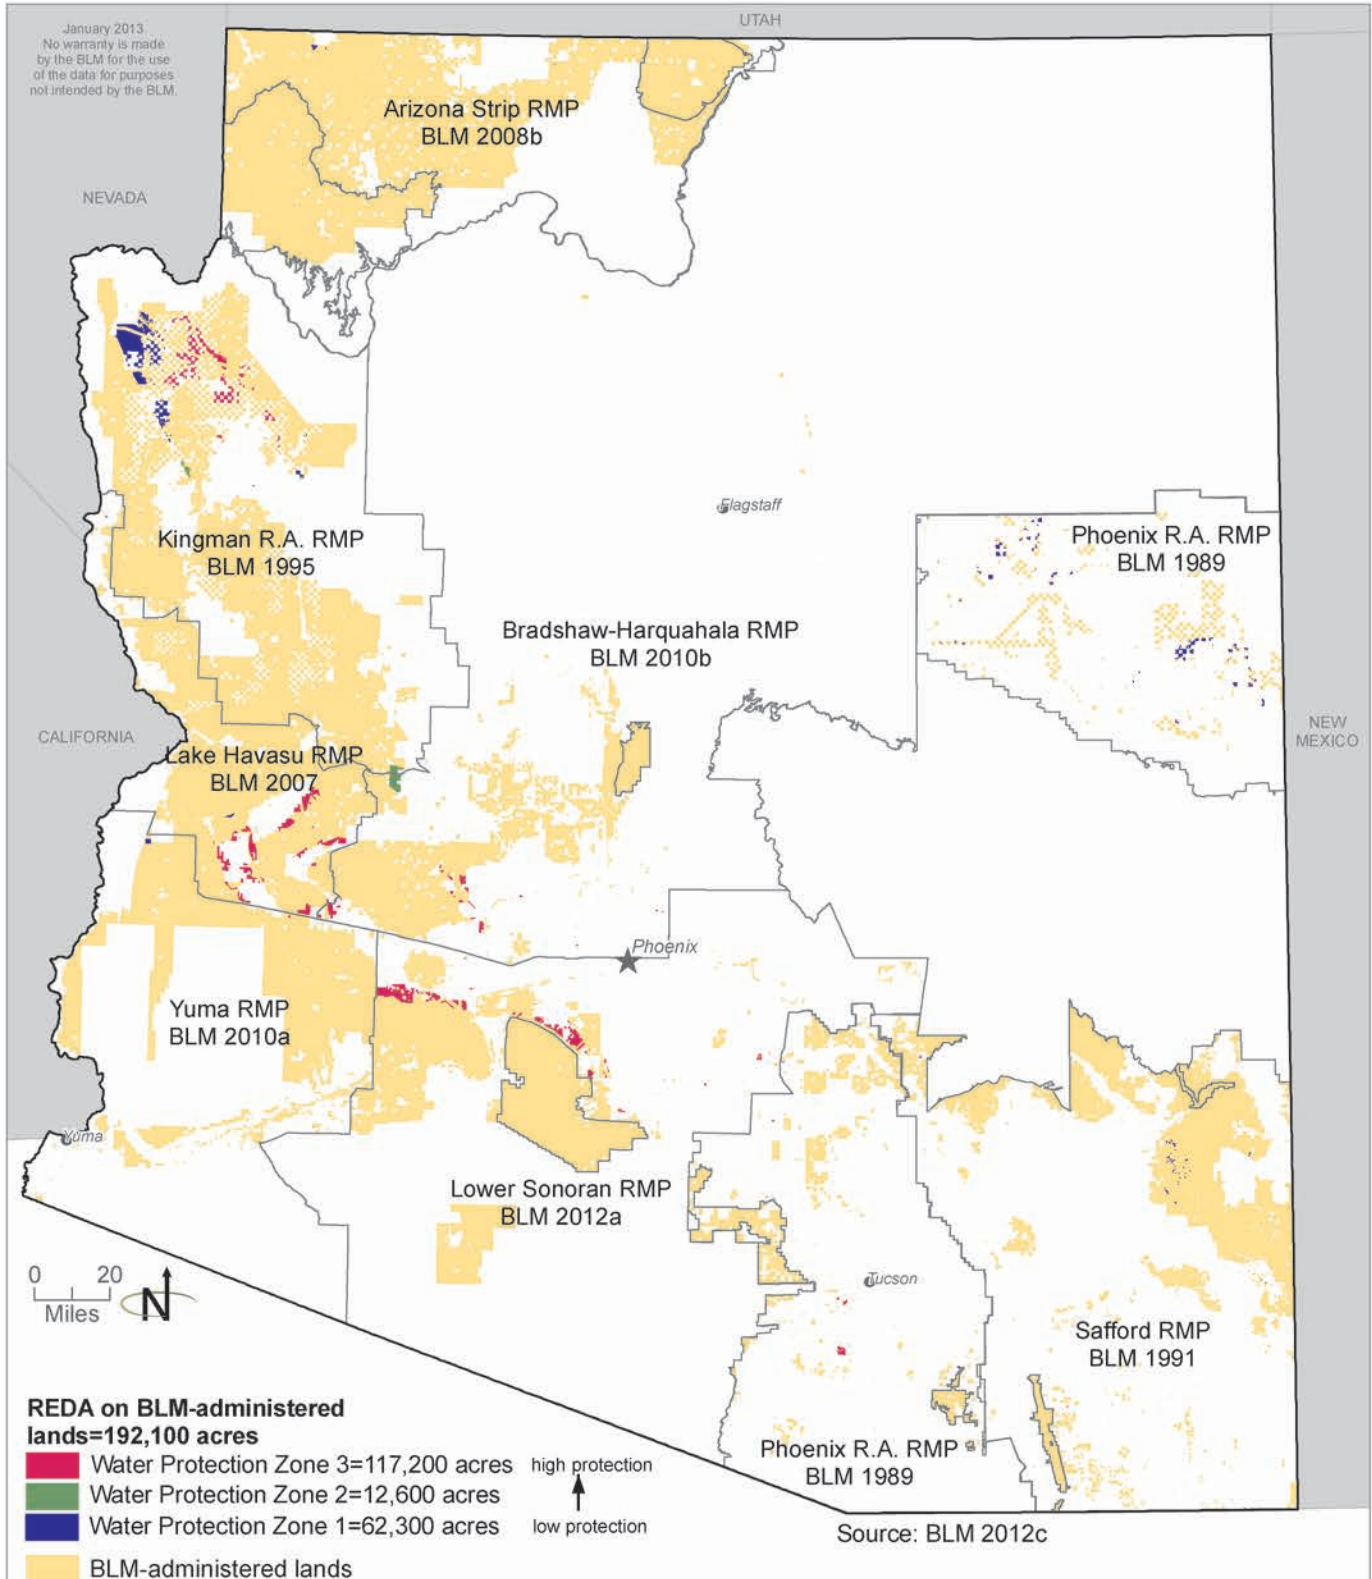 January 2013
No warranty is made
by the BLM for the use
of the data for purposes
not intended by the BLM.
UTAH
Arizona Strip RMP
BLM 2008b
NEVADA
Flagstaff
Kingman R.A. RMP
BLM 1995
Phoenix R.A. RMP
BLM 1989
Bradshaw-Harquahala RMP
BLM 2010b
CALIFORNIA
NEW
MEXICO
Lake Havasu RMP
BLM 2007
Phoenix
Yuma RMP
BLM 2010a
Yuma
Lower Sonoran RMP
BLM 2012a
Tucson
0 20
Miles
N
Safford RMP
BLM 1991
Phoenix R.A. RMP
BLM 1989
REDA on BLM-administered
lands=192,100 acres
Water Protection Zone 3=117,200 acres high protection
Water Protection Zone 2=12,600 acres
Water Protection Zone 1=62,300 acres low protection
BLM-administered lands
Source: BLM 2012c